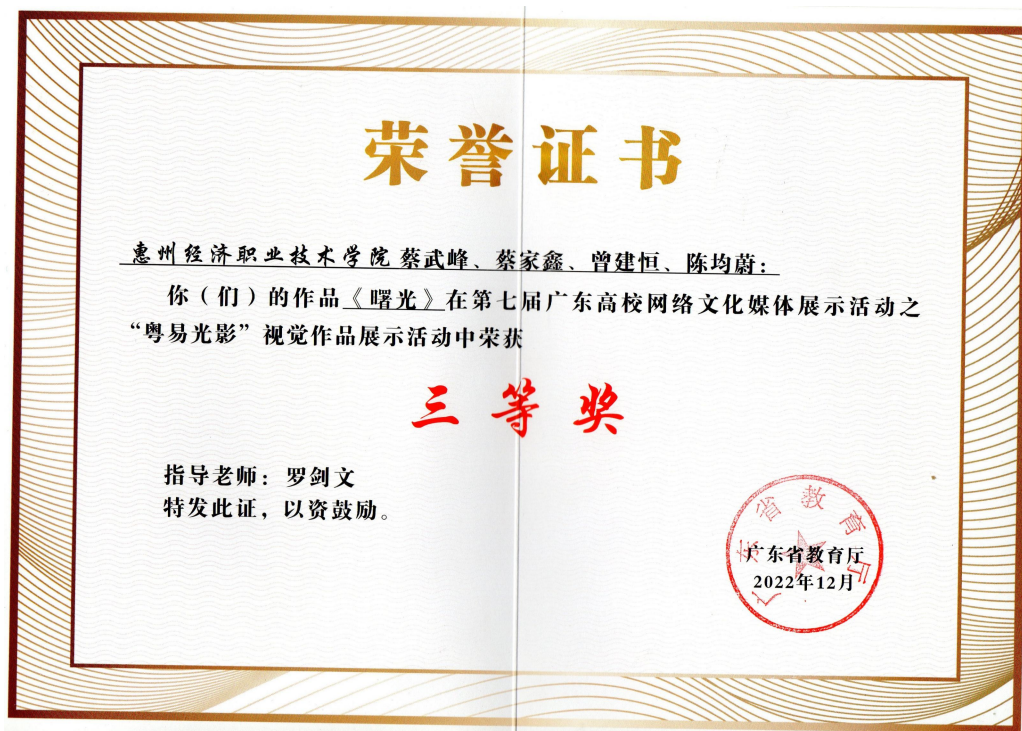 荣誉证书
惠州经济职业技术学院 蔡武峰、蔡家鑫、曾建恒、陈均蔚：
你（们）的作品《曙光》在第七届广东高校网络文化媒体展示活动之
“粤易光影”视觉作品展示活动中荣获
三等奖
指导老师：罗剑文
特发此证，以资鼓励。
广东省教育厅
广东省教育厅
2022年12月